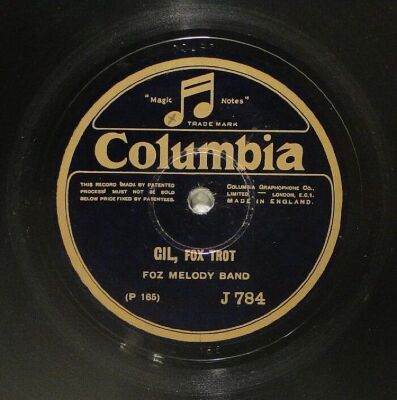 "Magic Notes"
TRADE MARK
Columbia
THIS RECORD (MADE BY PATENTED
PROCESS) MUST NOT BE SOLD
BELOW PRICE FIXED BY PATENTEES.
COLUMBIA GRAPHOPHONE CO.,
LIMITED. — LONDON, E.C.1.
MADE IN ENGLAND.
GIL, FOX TROT
FOZ MELODY BAND
(P 165)
J 784